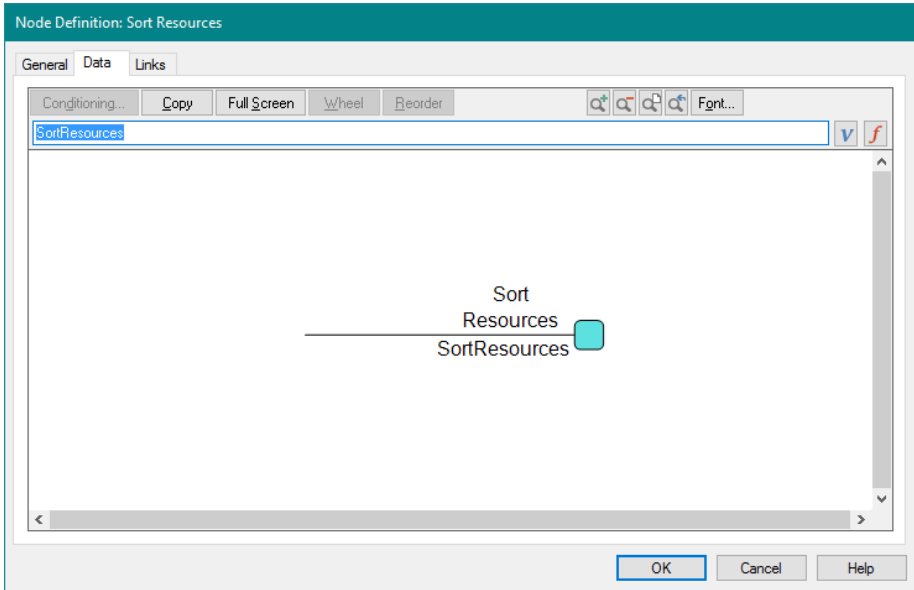 Node Definition: Sort Resources
General Data Links
Conditioning... Copy Full Screen Wheel Reorder Font...
SortResources V f
Sort
Resources
SortResources
OK Cancel Help